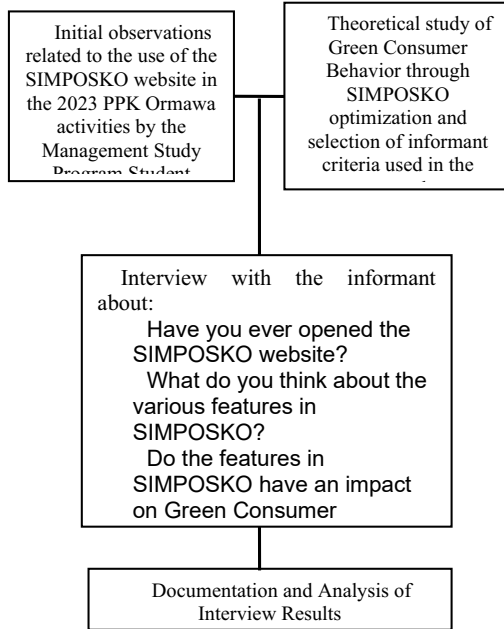 Initial observations
related to the use of the
SIMPOSKO website in
the 2023 PPK Ormawa
activities by the
Management Study
Program Student
Theoretical study of
Green Consumer
Behavior through
SIMPOSKO
optimization and
selection of informant
criteria used in the
Interview with the informant
about:
Have you ever opened the
SIMPOSKO website?
What do you think about the
various features in
SIMPOSKO?
Do the features in
SIMPOSKO have an impact
on Green Consumer
Documentation and Analysis of
Interview Results